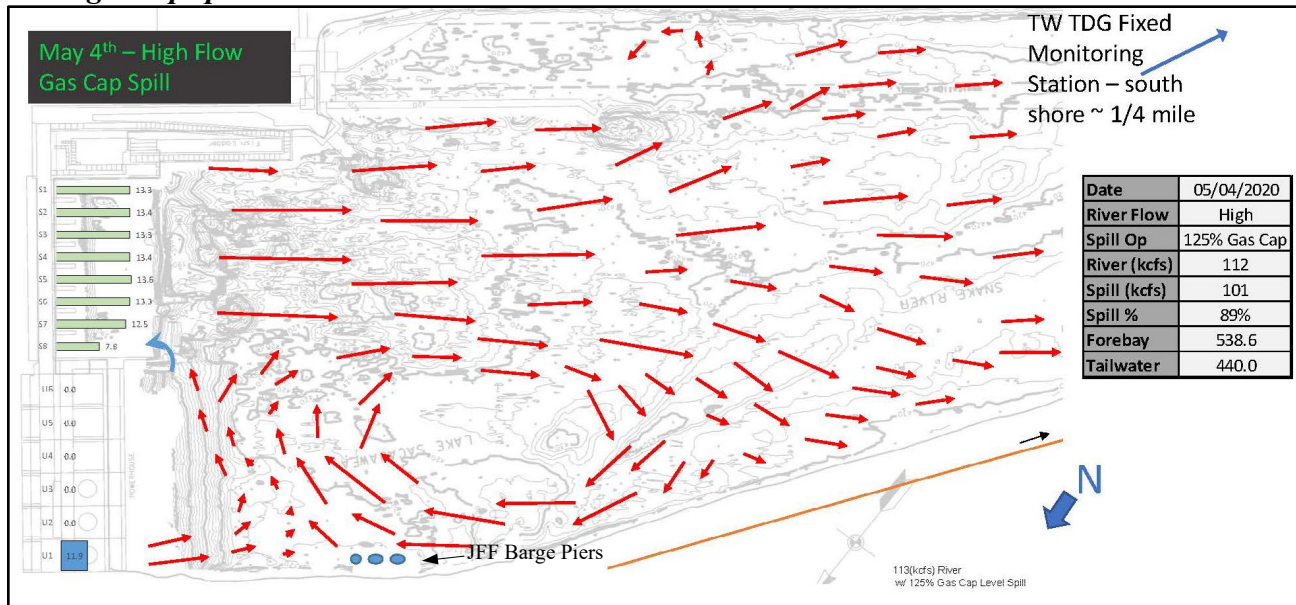 May 4th – High Flow
Gas Cap Spill
TW TDG Fixed
Monitoring
Station – south
shore ~ 1/4 mile
Fish Ladder
S1 13.3
S2 13.4
S3 13.3
S4 13.4
S5 13.6
S6 13.3
S7 12.5
S8 7.8
U6 0.0
U5 0.0
U4 0.0
U3 0.0
U2 0.0
U1 11.9
POWERHOUSE
SNAKE RIVER
LAKE SACAJAWEA
Date 05/04/2020
River Flow High
Spill Op 125% Gas Cap
River (kcfs) 112
Spill (kcfs) 101
Spill % 89%
Forebay 538.6
Tailwater 440.0
N
JFF Barge Piers
113(kcfs) River
w/ 125% Gas Cap Level Spill